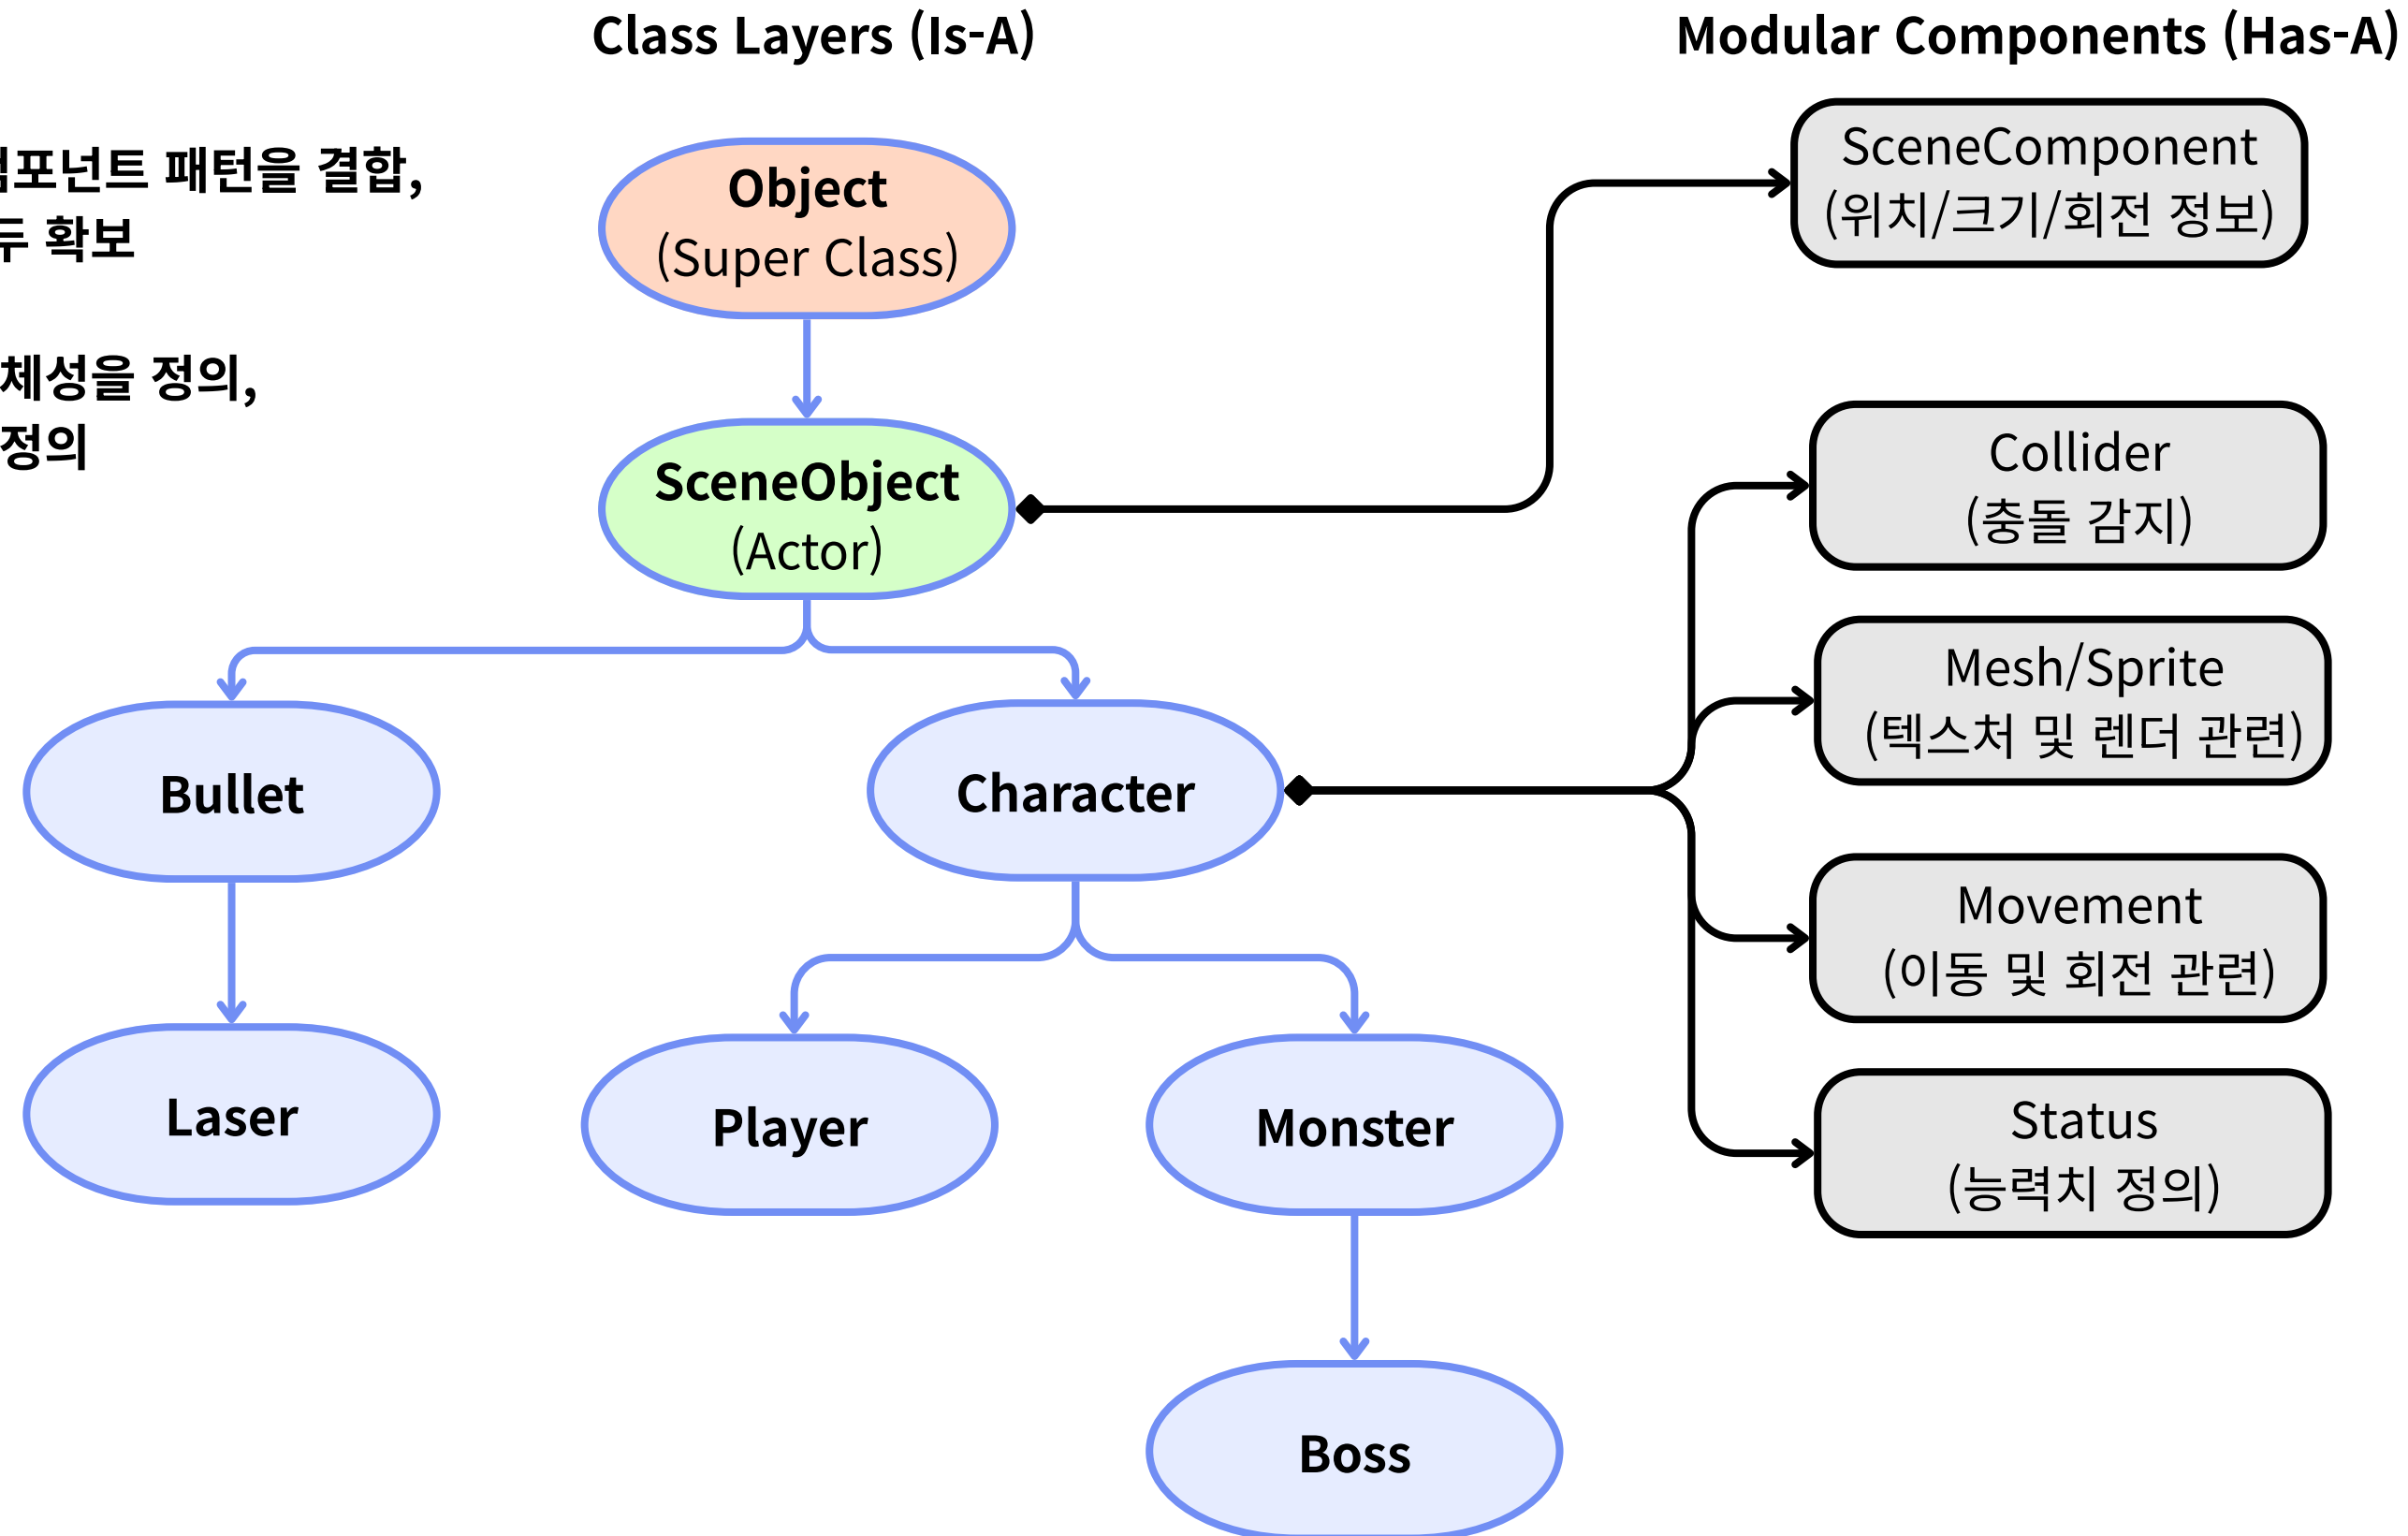 Class Layers (Is-A)
Modular Components (Has-A)
포넌트 패턴을 결합,
확보
체성을 정의,
정의
Object
(Super Class)
SceneObject
(Actor)
Bullet
Character
Laser
Player
Monster
Boss
SceneComponent
(위치/크기/회전 정보)
Collider
(충돌 감지)
Mesh/Sprite
(텍스처 및 렌더 관련)
Movement
(이동 및 회전 관련)
Status
(능력치 정의)